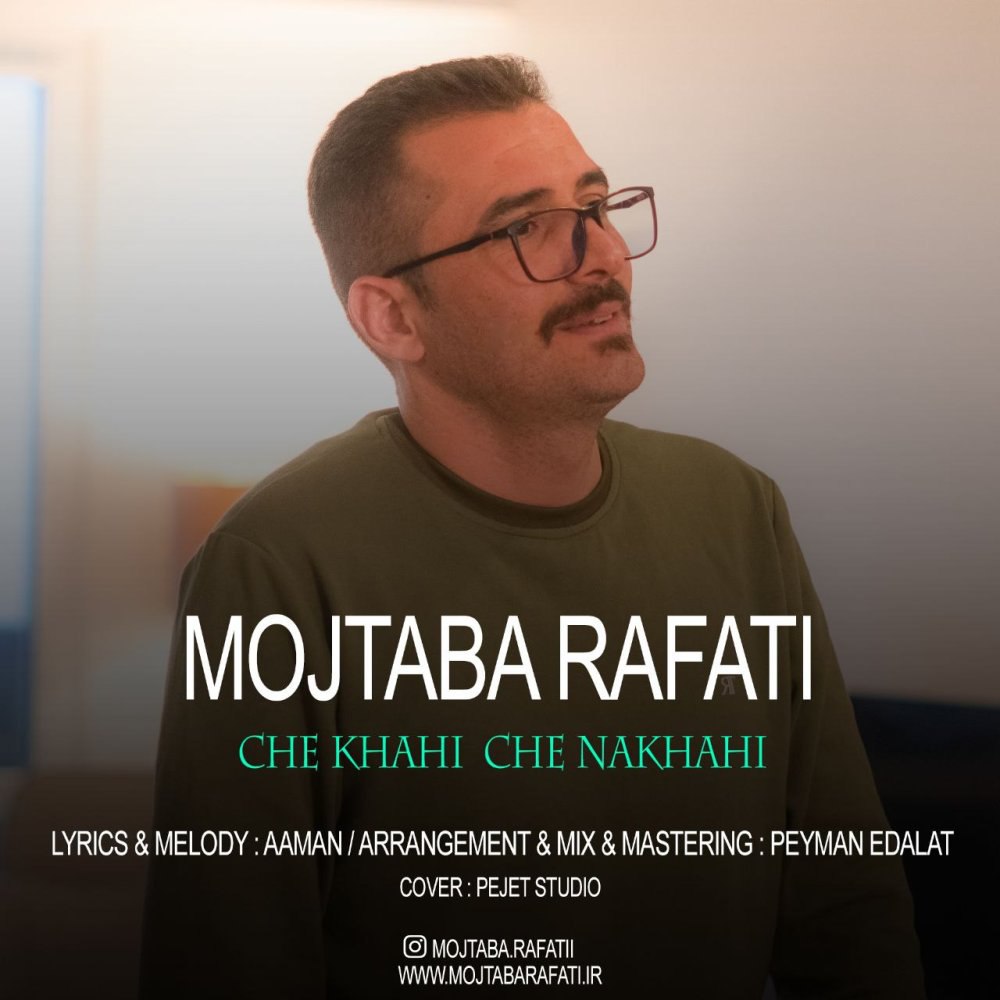 MOJTABA RAFATI
CHE KHAHI CHE NAKHAHI
LYRICS & MELODY : AAMAN / ARRANGEMENT & MIX & MASTERING : PEYMAN EDALAT
COVER : PEJET STUDIO
MOJTABA.RAFATII
WWW.MOJTABARAFATI.IR